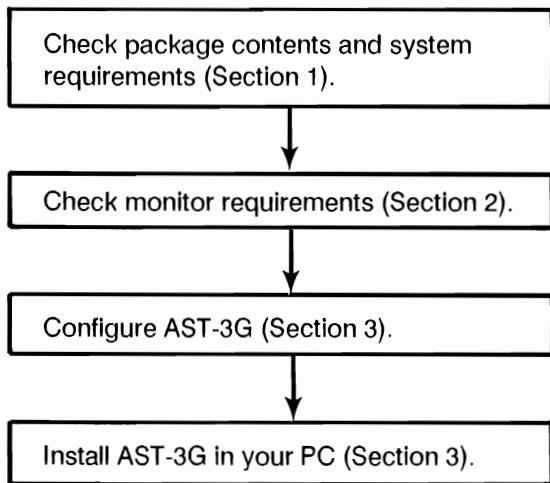 Check package contents and system
requirements (Section 1).
Check monitor requirements (Section 2).
Configure AST-3G (Section 3).
Install AST-3G in your PC (Section 3).